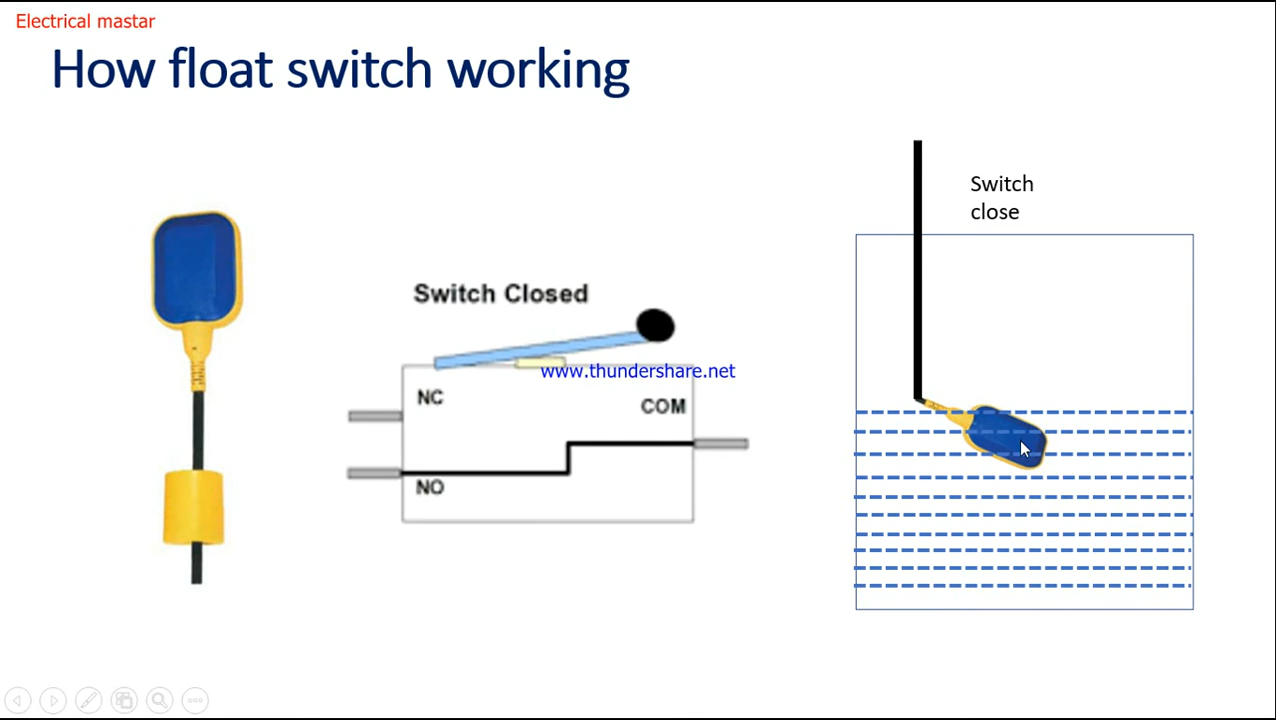 Electrical mastar
How float switch working
Switch
close
Switch Closed
www.thundershare.net
NC
COM
NO